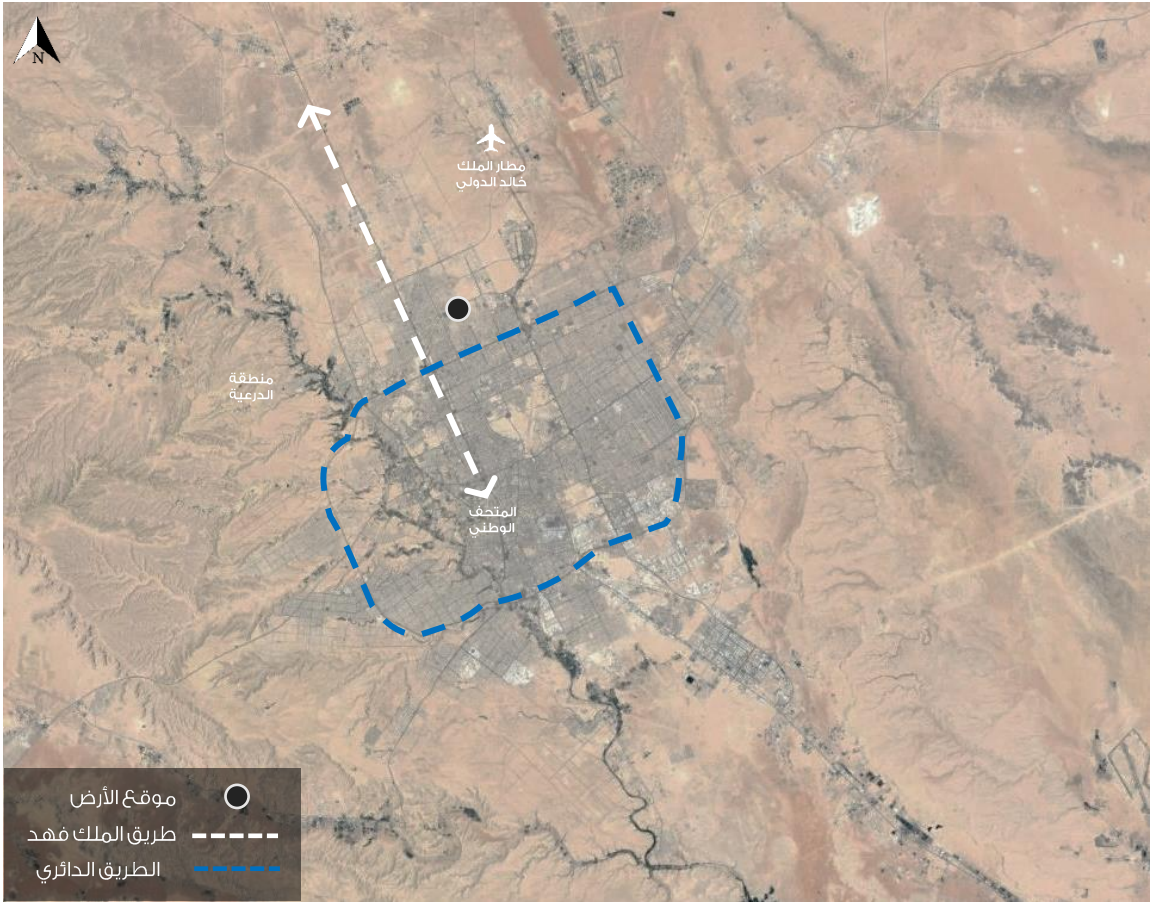 N
مطار الملك
خالد الدولي
منطقة
الدرعية
المتحف
الوطني
موقع الأرض
طريق الملك فهد
الطريق الدائري